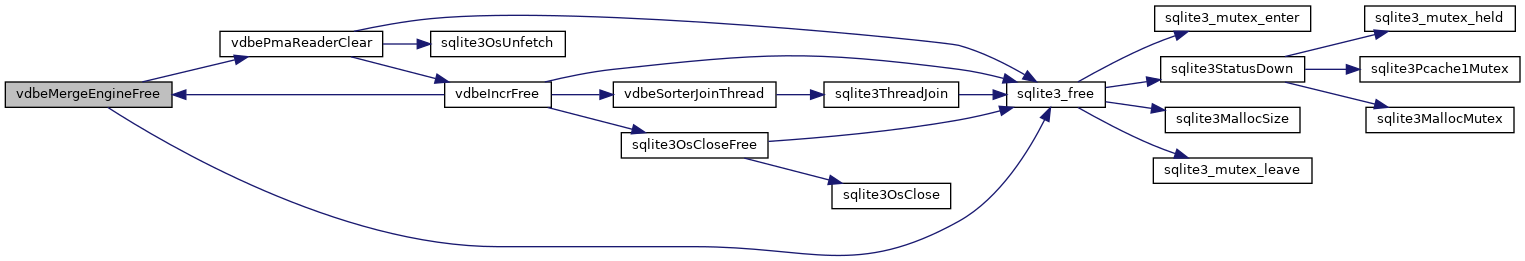 vdbeMergeEngineFree
vdbePmaReaderClear
sqlite3OsUnfetch
vdbeIncrFree
vdbeSorterJoinThread
sqlite3OsCloseFree
sqlite3ThreadJoin
sqlite3OsClose
sqlite3_free
sqlite3_mutex_enter
sqlite3StatusDown
sqlite3MallocSize
sqlite3_mutex_leave
sqlite3_mutex_held
sqlite3Pcache1Mutex
sqlite3MallocMutex